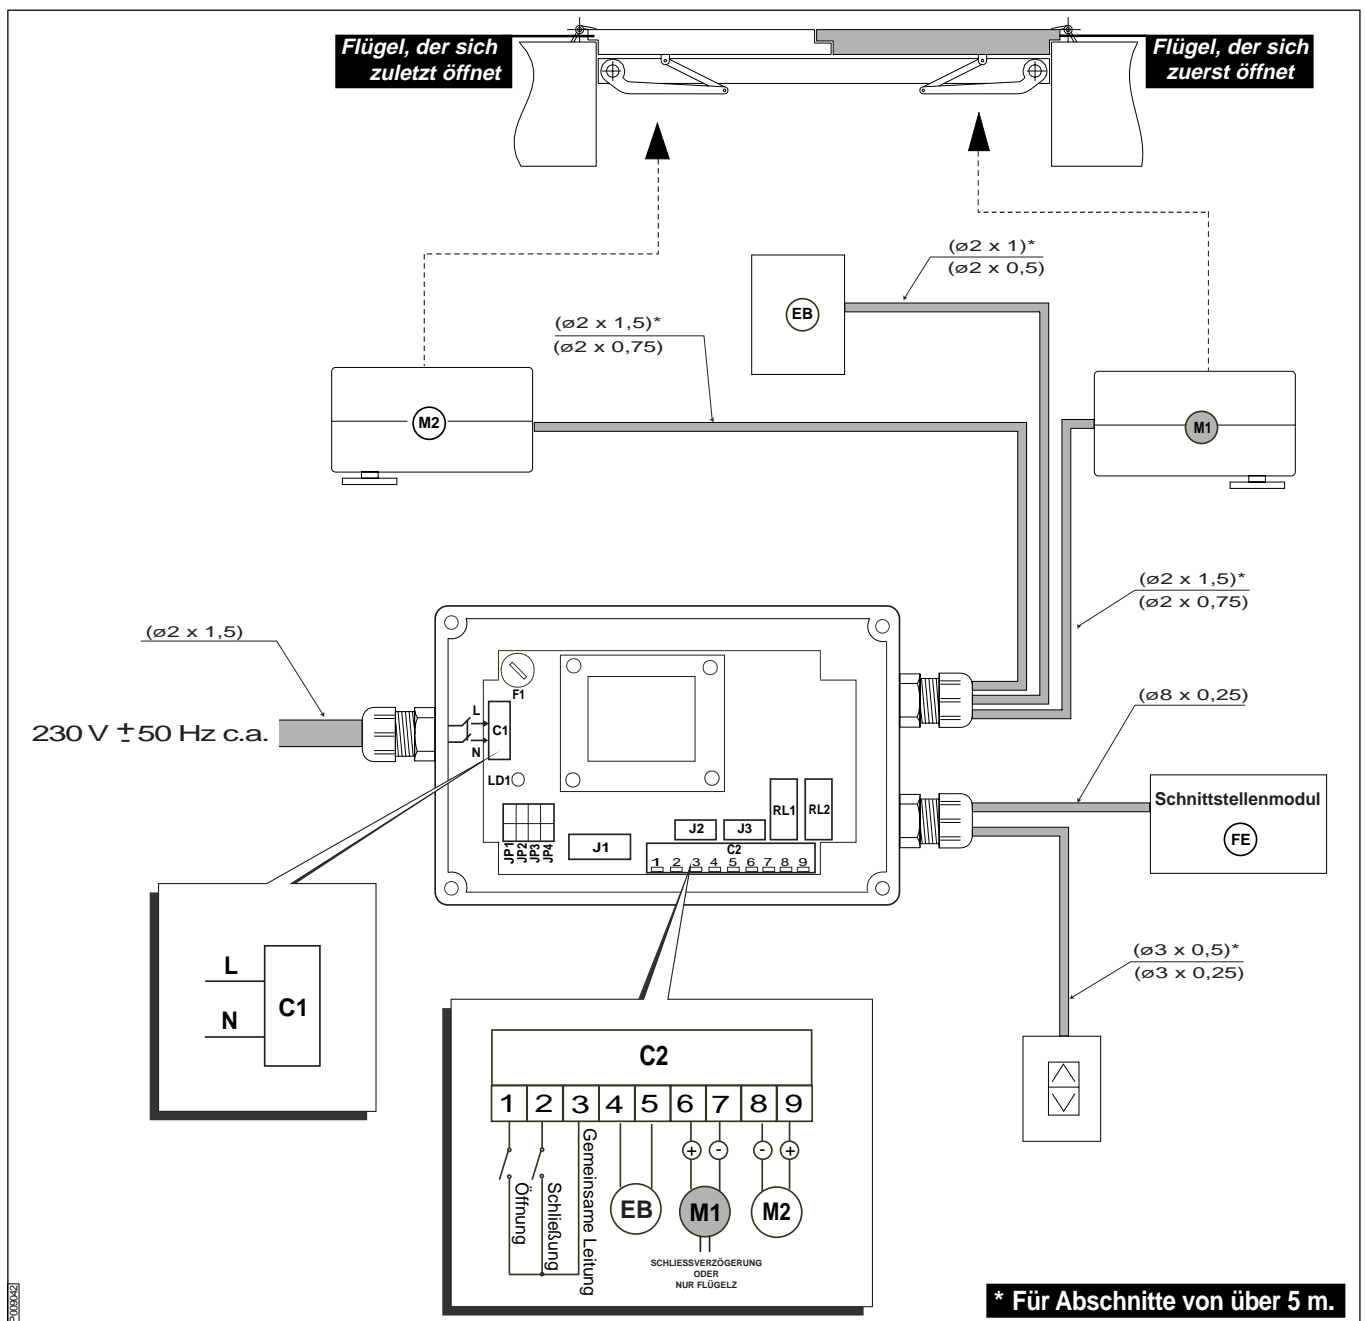 Flügel, der sich
zuletzt öffnet
Flügel, der sich
zuerst öffnet
(ø2 x 1)*
(ø2 x 0,5)
EB
(ø2 x 1,5)*
(ø2 x 0,75)
M2
M1
(ø2 x 1,5)*
(ø2 x 0,75)
(ø2 x 1,5)
230 V ± 50 Hz c.a.
F1
L
C1
N
LD1
RL1
RL2
J2
J3
J1
C2
JP1
JP2
JP3
JP4
1 2 3 4 5 6 7 8 9
(ø8 x 0,25)
Schnittstellenmodul
FE
(ø3 x 0,5)*
(ø3 x 0,25)
L
N
C1
C2
1 2 3 4 5 6 7 8 9
+ - - +
Öffnung
Schließung
Gemeinsame Leitung
EB
M1
M2
SCHLIESSVERZÖGERUNG
ODER
NUR FLÜGELZ
* Für Abschnitte von über 5 m.
P009042